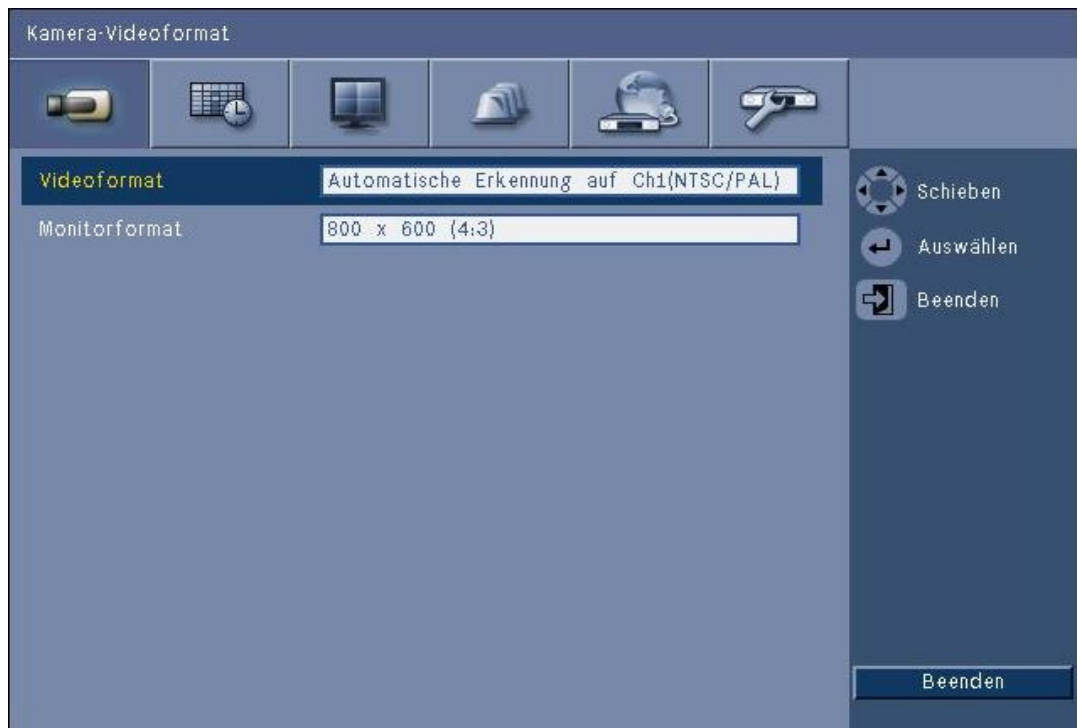 Kamera-Videoformat
Videoformat
Automatische Erkennung auf Ch1(NTSC/PAL)
Monitorformat
800 x 600 (4:3)
Schieben
Auswählen
Beenden
Beenden